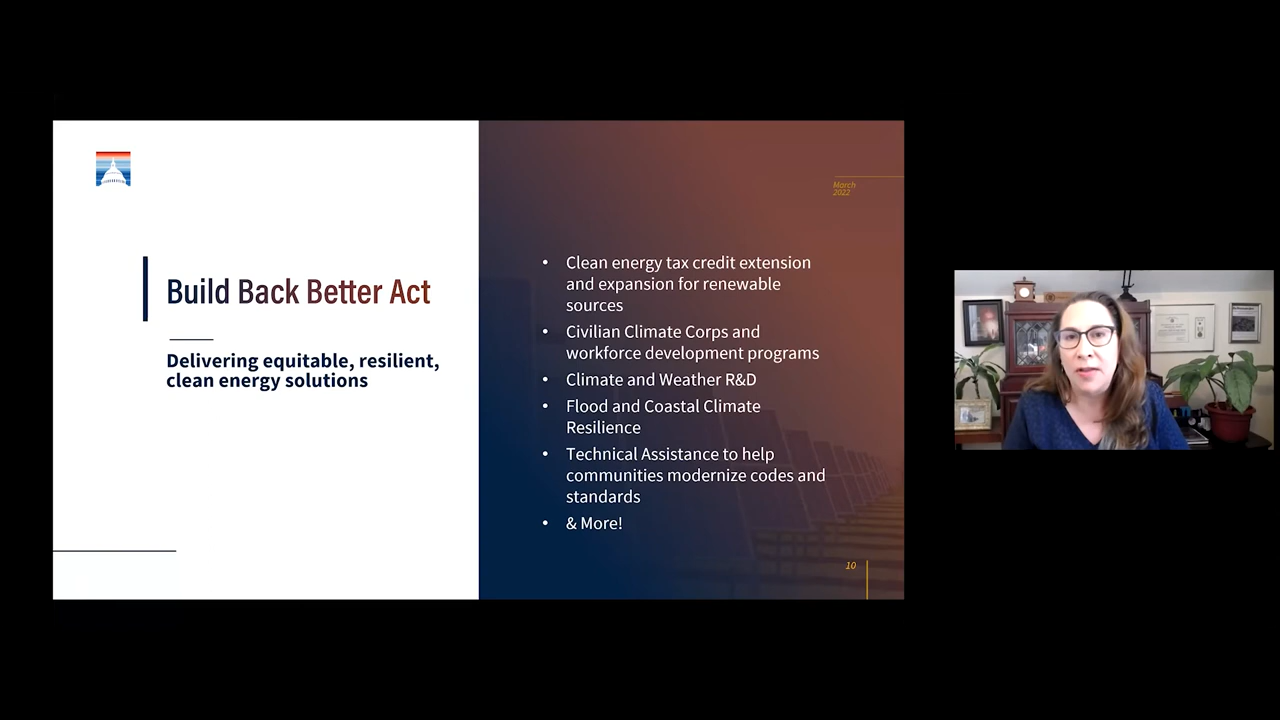 Build Back Better Act
Delivering equitable, resilient,
clean energy solutions
March
2022
• Clean energy tax credit extension
and expansion for renewable
sources
• Civilian Climate Corps and
workforce development programs
• Climate and Weather R&D
• Flood and Coastal Climate
Resilience
• Technical Assistance to help
communities modernize codes and
standards
• & More!
10